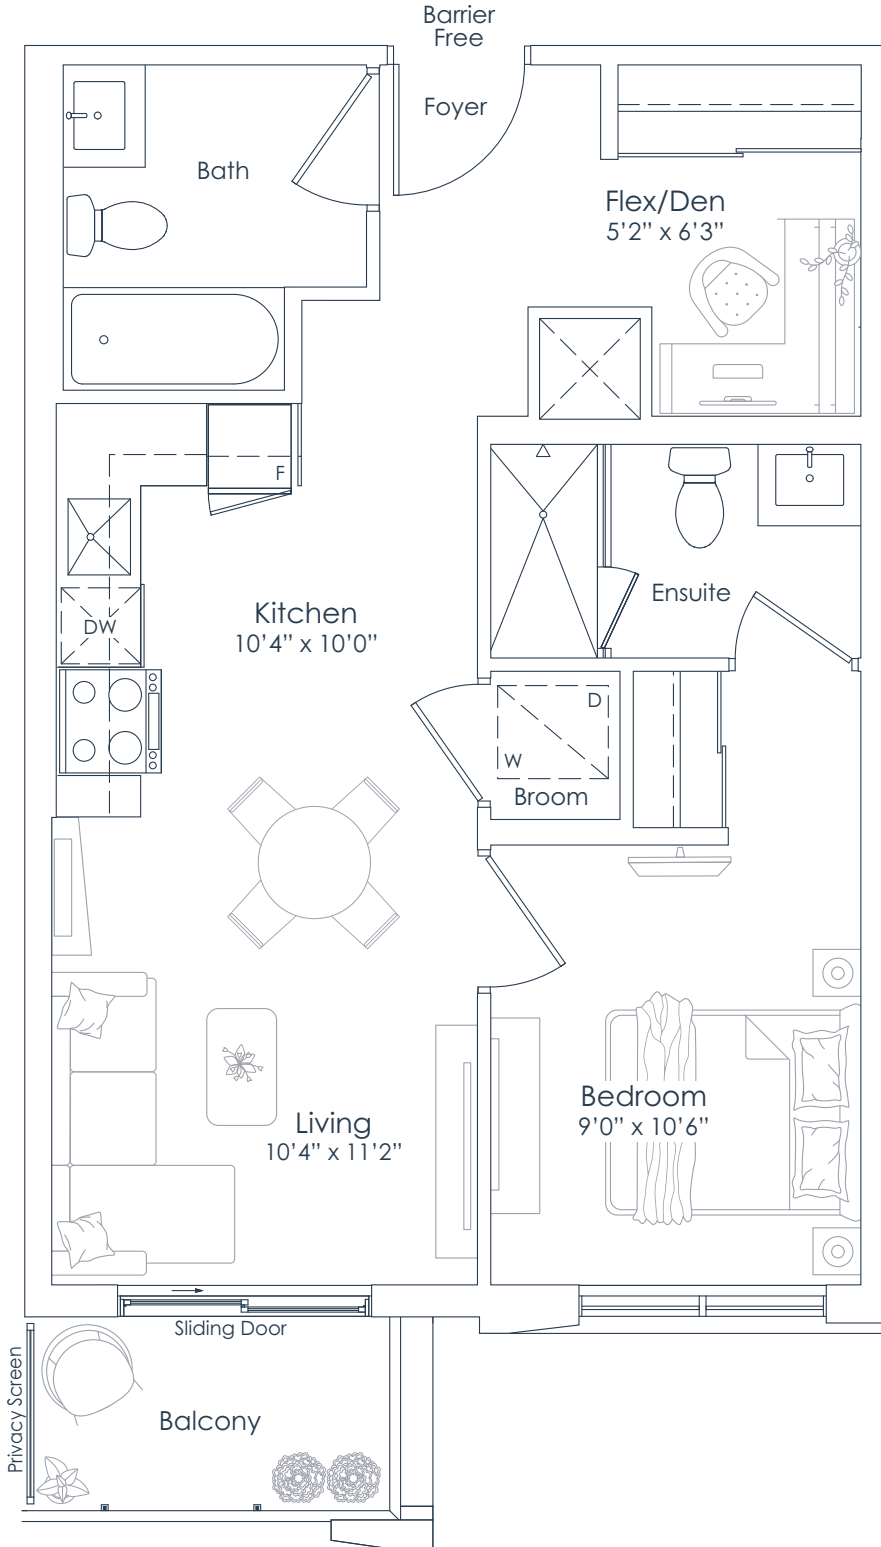 Barrier
Free
Foyer
Bath
Flex/Den
5’2” x 6’3”
F
Ensuite
Kitchen
10’4” x 10’0”
DW
D
W
Broom
Bedroom
9’0” x 10’6”
Living
10’4” x 11’2”
Sliding Door
Privacy Screen
Balcony